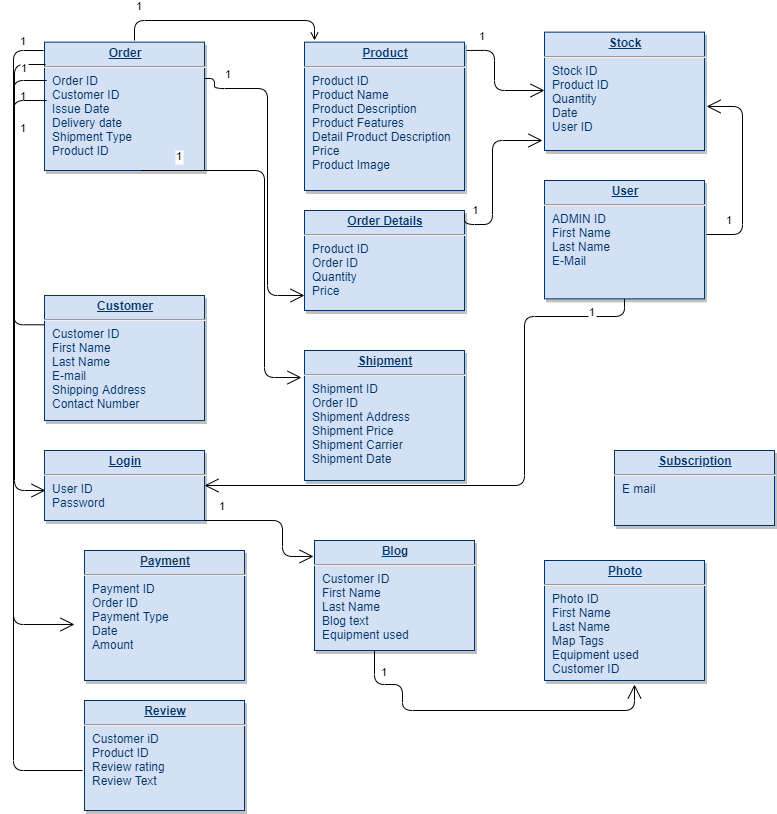 1
1
1
1
1
Order
Order ID
Customer ID
Issue Date
Delivery date
Shipment Type
Product ID
1
1
Product
Product ID
Product Name
Product Description
Product Features
Detail Product Description
Price
Product Image
1
Stock
Stock ID
Product ID
Quantity
Date
User ID
Order Details
Product ID
Order ID
Quantity
Price
1
User
ADMIN ID
First Name
Last Name
E-Mail
1
1
Customer
Customer ID
First Name
Last Name
E-mail
Shipping Address
Contact Number
Shipment
Shipment ID
Order ID
Shipment Address
Shipment Price
Shipment Carrier
Shipment Date
Login
User ID
Password
1
Subscription
E mail
Payment
Payment ID
Order ID
Payment Type
Date
Amount
Blog
Customer ID
First Name
Last Name
Blog text
Equipment used
1
Photo
Photo ID
First Name
Last Name
Map Tags
Equipment used
Customer ID
Review
Customer iD
Product ID
Review rating
Review Text